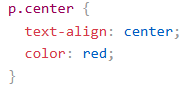 p.center {
  text-align: center;
  color: red;
}